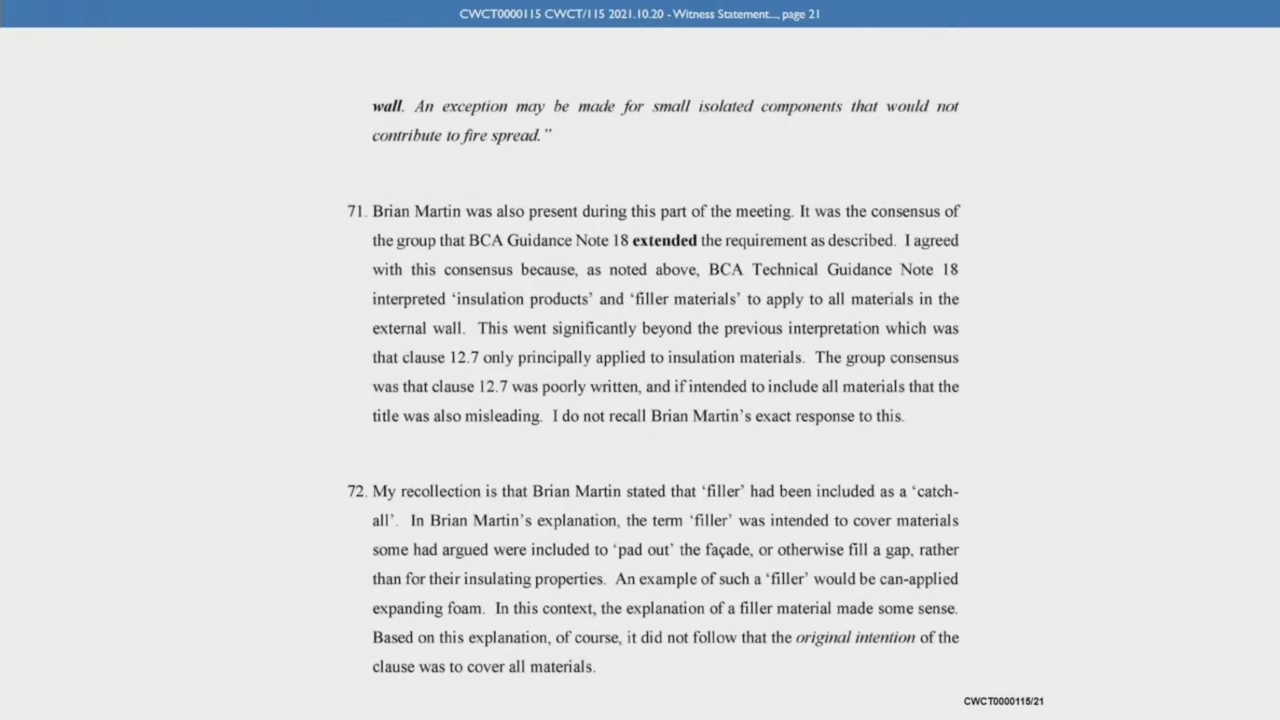 CWCT0000115 CWCT/115 2021.10.20 - Witness Statement..., page 21
wall. An exception may be made for small isolated components that would not
contribute to fire spread.”
71. Brian Martin was also present during this part of the meeting. It was the consensus of
the group that BCA Guidance Note 18 extended the requirement as described. I agreed
with this consensus because, as noted above, BCA Technical Guidance Note 18
interpreted ‘insulation products’ and ‘filler materials’ to apply to all materials in the
external wall. This went significantly beyond the previous interpretation which was
that clause 12.7 only principally applied to insulation materials. The group consensus
was that clause 12.7 was poorly written, and if intended to include all materials that the
title was also misleading. I do not recall Brian Martin’s exact response to this.
72. My recollection is that Brian Martin stated that ‘filler’ had been included as a ‘catch-
all’. In Brian Martin’s explanation, the term ‘filler’ was intended to cover materials
some had argued were included to ‘pad out’ the façade, or otherwise fill a gap, rather
than for their insulating properties. An example of such a ‘filler’ would be can-applied
expanding foam. In this context, the explanation of a filler material made some sense.
Based on this explanation, of course, it did not follow that the original intention of the
clause was to cover all materials.
CWCT0000115/21